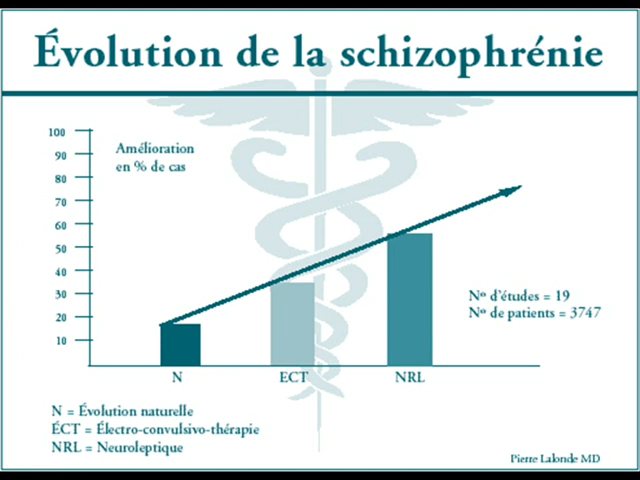 Évolution de la schizophrénie
Amélioration
en % de cas
100
90
80
70
60
50
40
30
20
10
Nº d'études = 19
Nº de patients = 3747
N
ECT
NRL
N = Évolution naturelle
ÉCT = Électro-convulsivo-thérapie
NRL = Neuroleptique
Pierre Lalonde MD